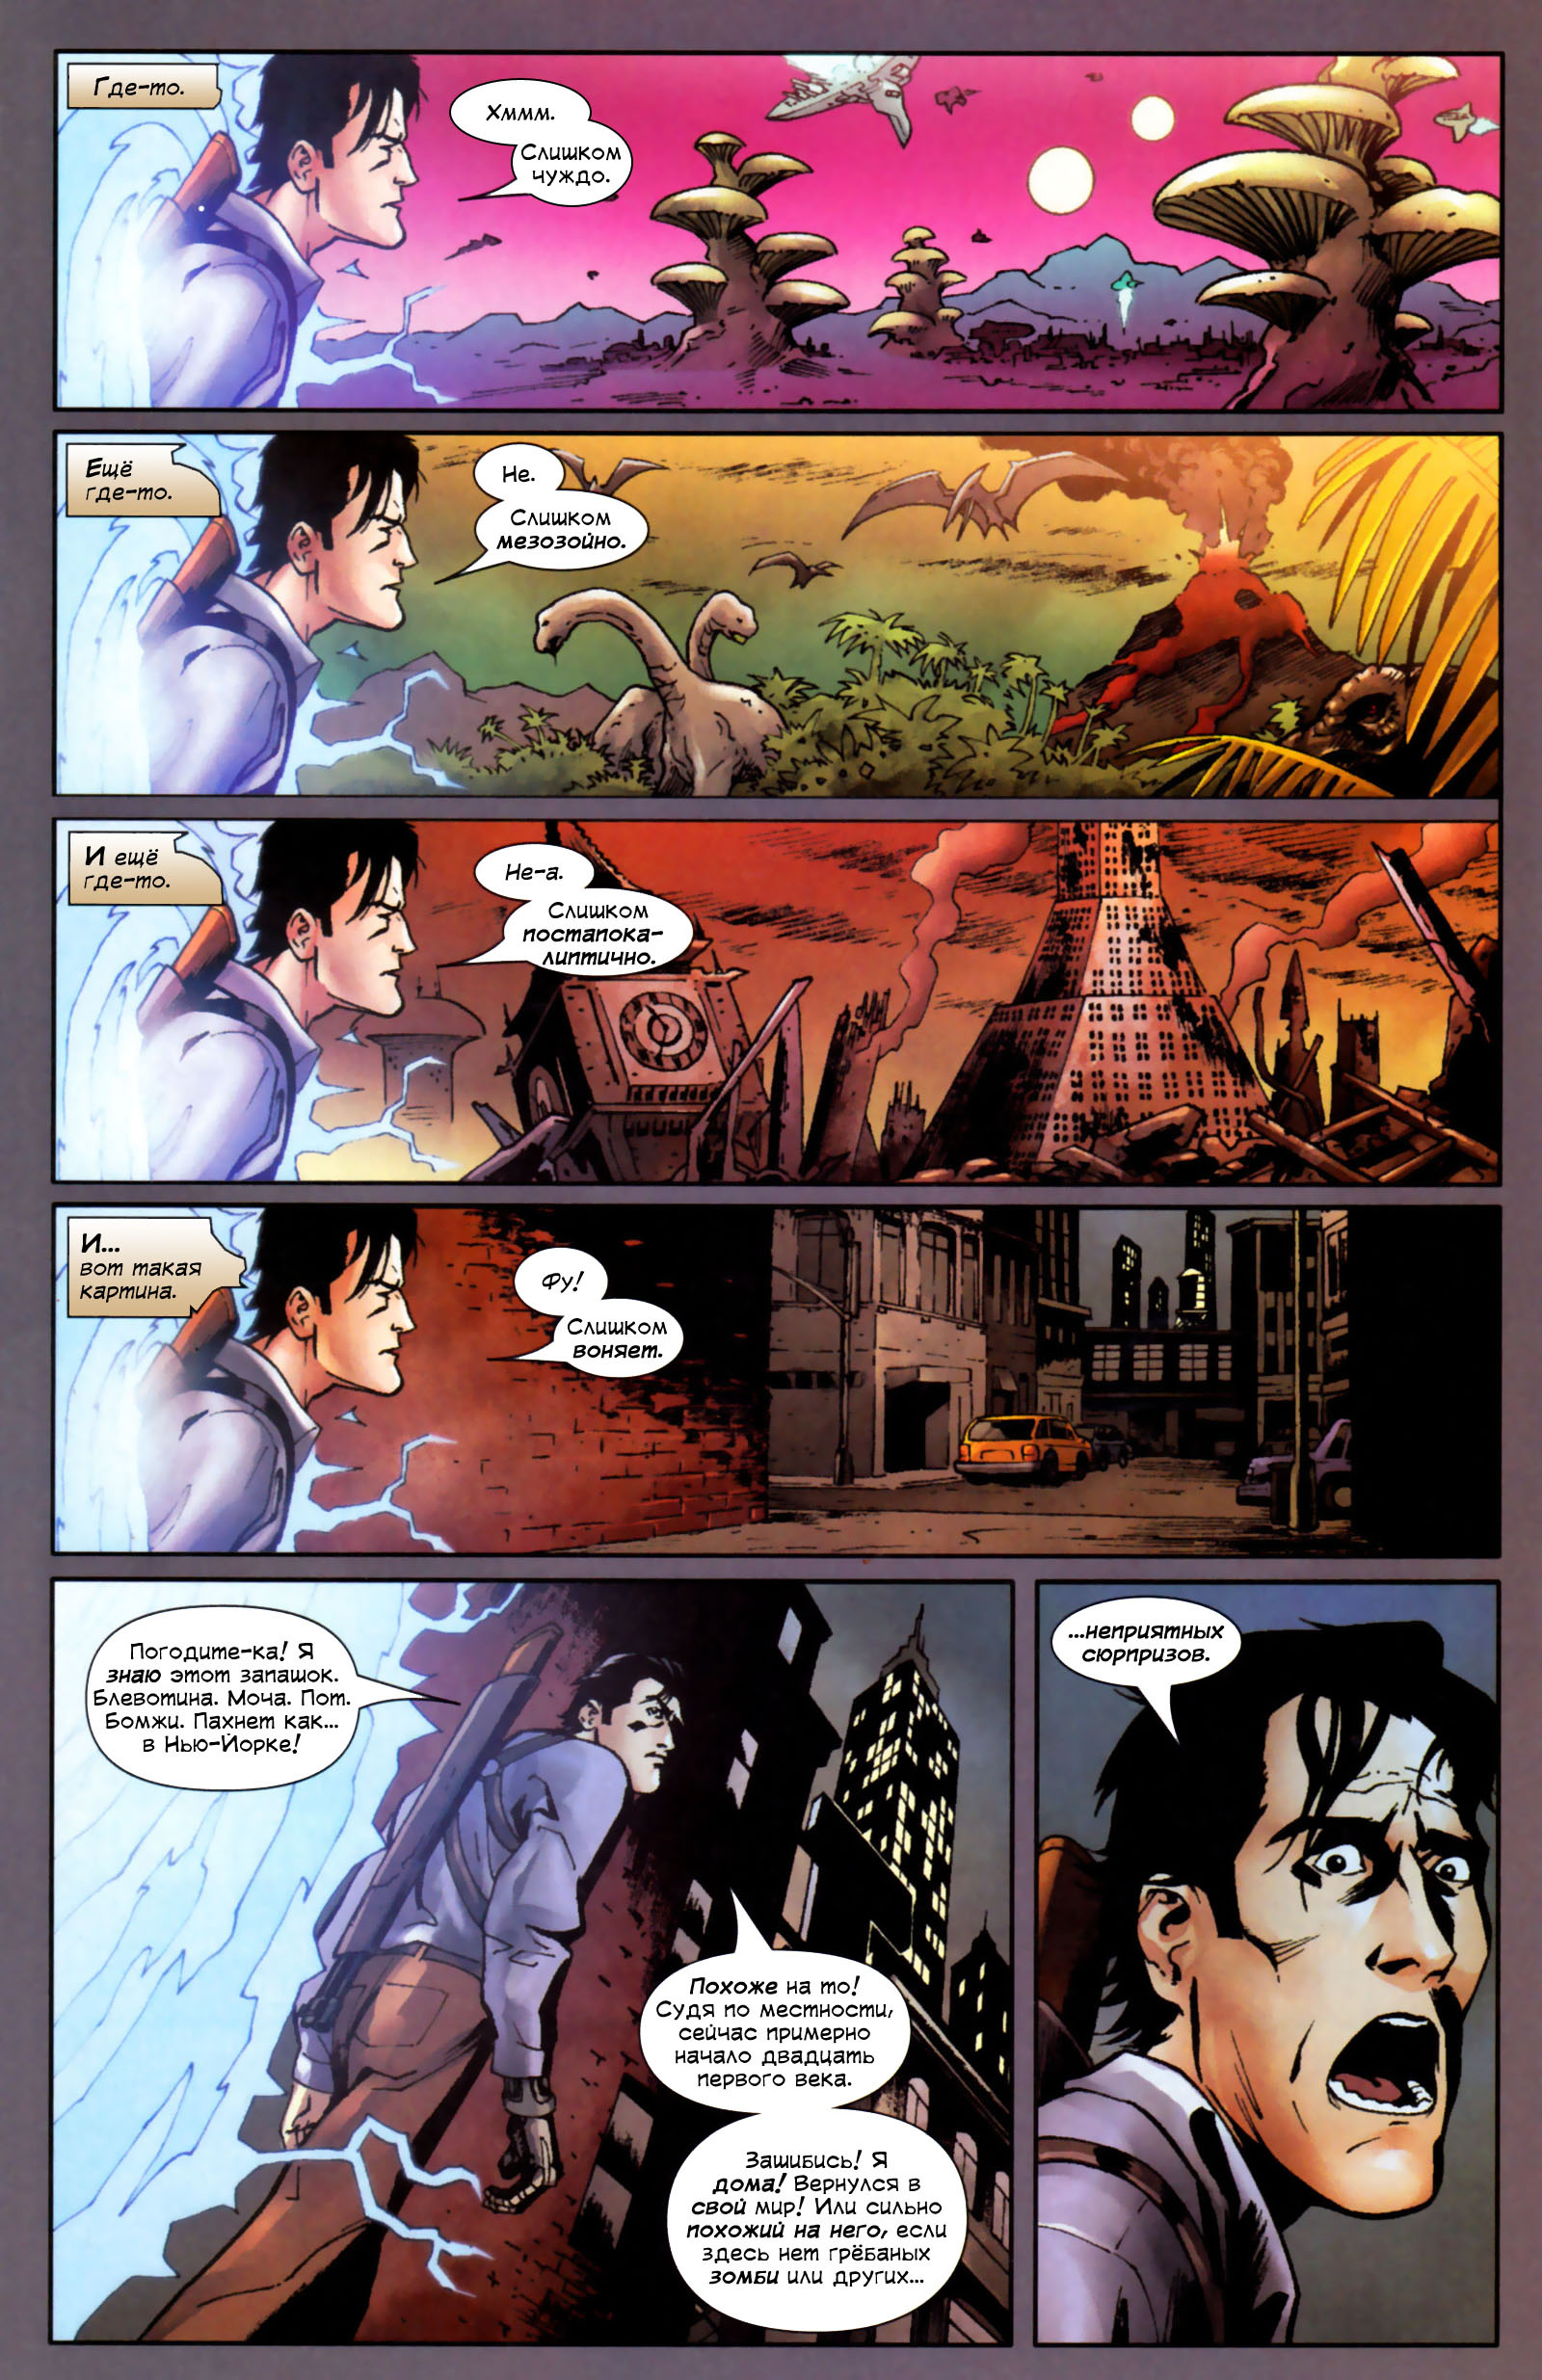 Где-то.
Хммм.
Слишком
чуждо.
Ещё
где-то.
Не.
Слишком
мезозойно.
И ещё
где-то.
Не-а.
Слишком
постапока-
липтично.
И...
вот такая
картина.
Фу!
Слишком
воняет.
Погодите-ка! Я
знаю этот запашок.
Блевотина. Моча. Пот.
Бомжи. Пахнет как...
в Нью-Йорке!
Похоже на то!
Судя по местности,
сейчас примерно
начало двадцать
первого века.
Зашибись! Я
дома! Вернулся в
свой мир! Или сильно
похожий на него, если
здесь нет грёбаных
зомби или других...
...неприятных
сюрпризов.